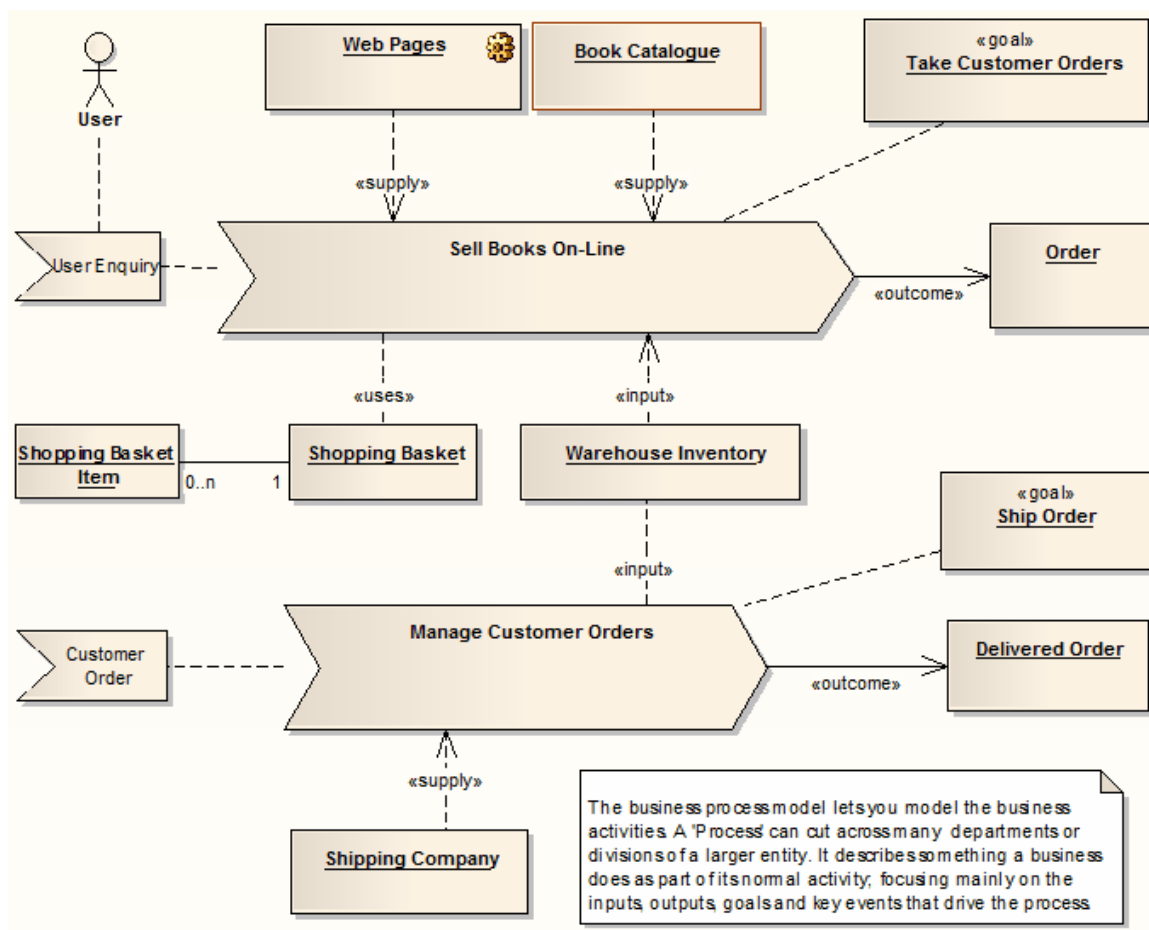 Web Pages
Book Catalogue
«goal»
Take Customer Orders
User
«supply»
«supply»
User Enquiry
Sell Books On-Line
Order
«outcome»
«uses»
«input»
Shopping Basket
Item
0..n
1
Shopping Basket
Warehouse Inventory
«goal»
Ship Order
«input»
Customer
Order
Manage Customer Orders
Delivered Order
«outcome»
«supply»
Shipping Company
The business process model lets you model the business
activities. A 'Process' can cut across many departments or
divisions of a larger entity. It describes something a business
does as part of its normal activity; focusing mainly on the
inputs, outputs, goals and key events that drive the process.